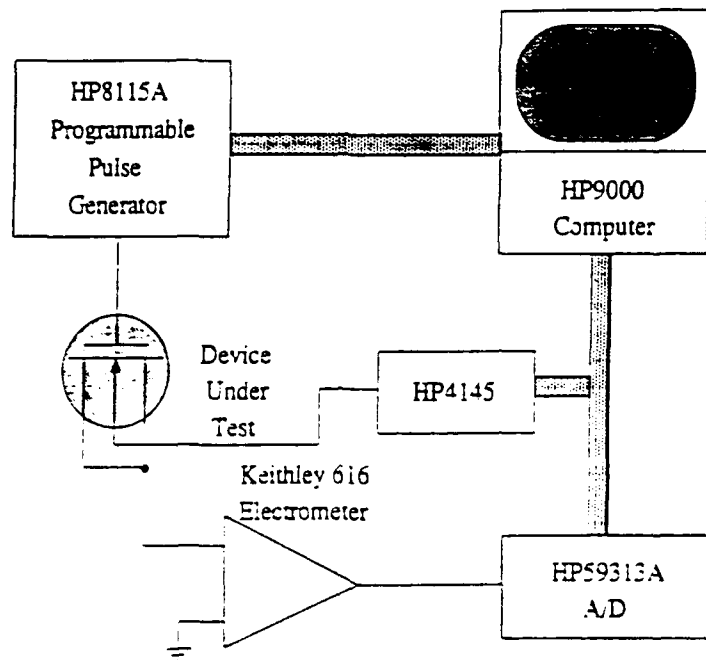 HP8115A
Programmable
Pulse
Generator
HP9000
Computer
Device
Under
Test
HP4145
Keithley 616
Electrometer
HP59313A
A/D